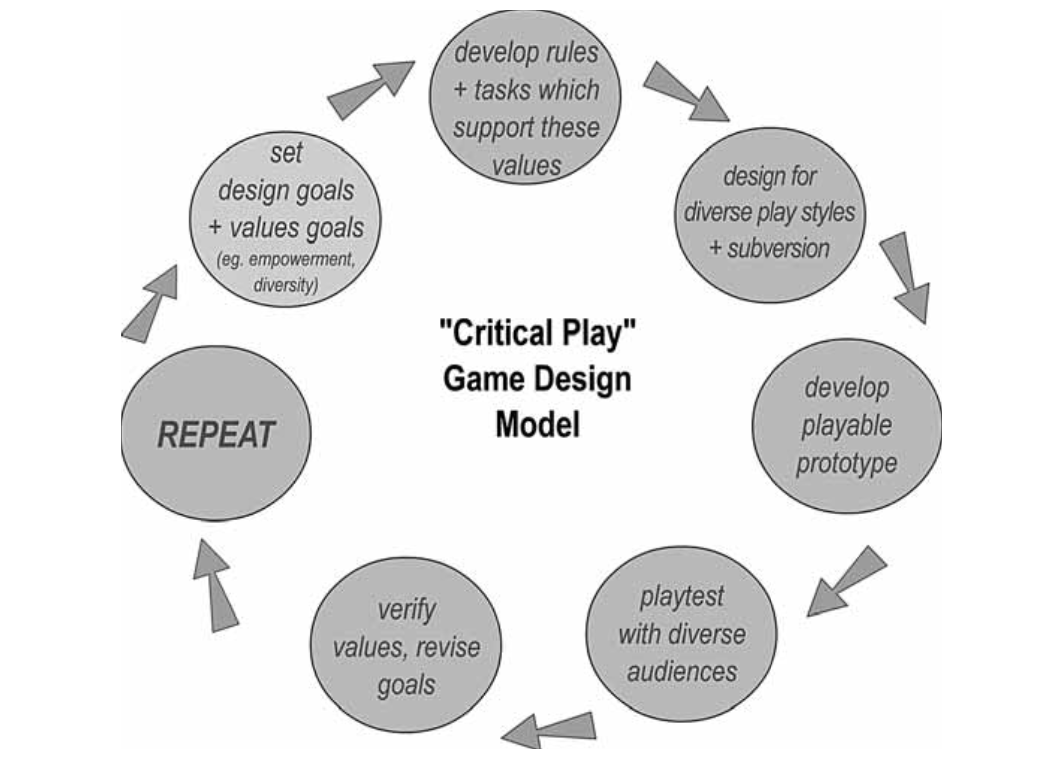 develop rules
+ tasks which
support these
values
set
design goals
+ values goals
(eg. empowerment,
diversity)
design for
diverse play styles
+ subversion
"Critical Play"
Game Design
Model
develop
playable
prototype
REPEAT
playtest
with diverse
audiences
verify
values, revise
goals